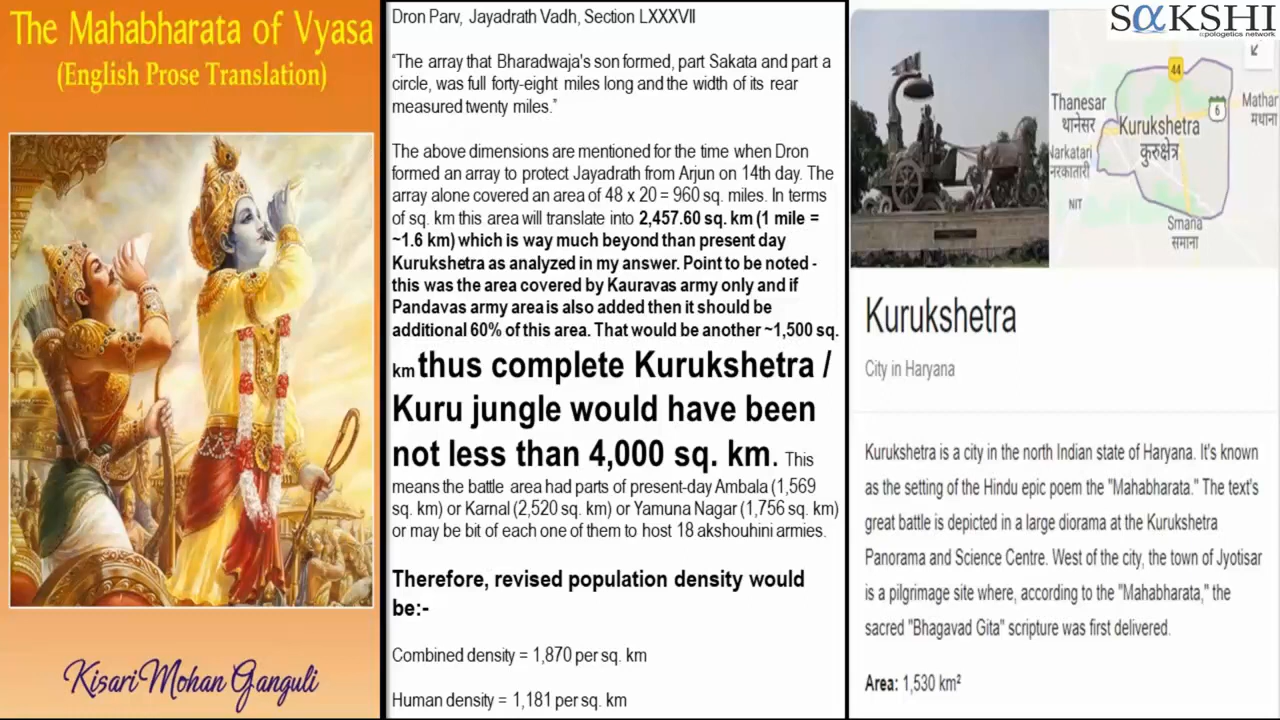 The Mahabharata of Vyasa
(English Prose Translation)
Kisari Mohan Ganguli
Dron Parv, Jayadrath Vadh, Section LXXXVII
“The array that Bharadwaja's son formed, part Sakata and part a
circle, was full forty-eight miles long and the width of its rear
measured twenty miles.”
The above dimensions are mentioned for the time when Dron
formed an array to protect Jayadrath from Arjun on 14th day. The
array alone covered an area of 48 x 20 = 960 sq. miles. In terms
of sq. km this area will translate into 2,457.60 sq. km (1 mile =
~1.6 km) which is way much beyond than present day
Kurukshetra as analyzed in my answer. Point to be noted -
this was the area covered by Kauravas army only and if
Pandavas army area is also added then it should be
additional 60% of this area. That would be another ~1,500 sq.
km thus complete Kurukshetra /
Kuru jungle would have been
not less than 4,000 sq. km. This
means the battle area had parts of present-day Ambala (1,569
sq. km) or Karnal (2,520 sq. km) or Yamuna Nagar (1,756 sq. km)
or may be bit of each one of them to host 18 akshouhini armies.
Therefore, revised population density would
be:-
Combined density = 1,870 per sq. km
Human density = 1,181 per sq. km
SαKSHI
αpologetics network
44
6
Thanesar
थानेसर
Kurukshetra
कुरुक्षेत्र
Mathan
मथाना
Narkatari
नरकातारी
NIT
Smana
समाना
Kurukshetra
City in Haryana
Kurukshetra is a city in the north Indian state of Haryana. It's known
as the setting of the Hindu epic poem the "Mahabharata." The text's
great battle is depicted in a large diorama at the Kurukshetra
Panorama and Science Centre. West of the city, the town of Jyotisar
is a pilgrimage site where, according to the "Mahabharata," the
sacred "Bhagavad Gita" scripture was first delivered.
Area: 1,530 km²